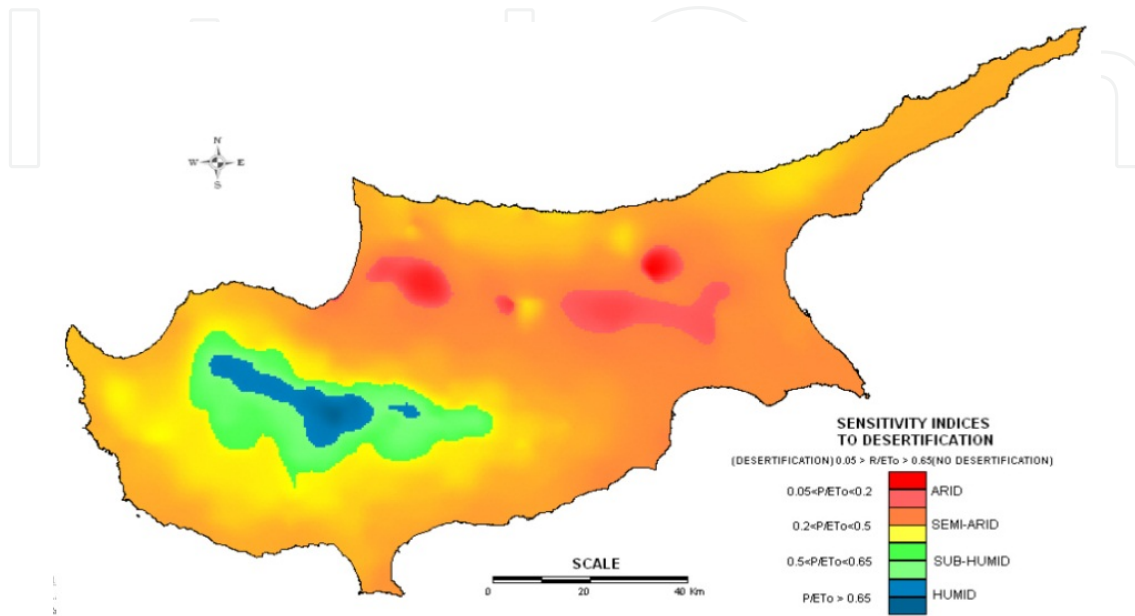 N
W E
S
SENSITIVITY INDICES
TO DESERTIFICATION
(DESERTIFICATION) 0.05 > R/ETo > 0.65(NO DESERTIFICATION)
0.05<P/ETo<0.2 ARID
0.2<P/ETo<0.5 SEMI-ARID
0.5<P/ETo<0.65 SUB-HUMID
P/ETo > 0.65 HUMID
SCALE
0 20 40 Km